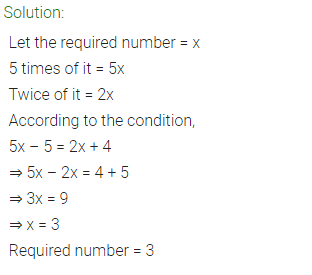 Solution:
Let the required number = x
5 times of it = 5x
Twice of it = 2x
According to the condition,
5x – 5 = 2x + 4
⇒ 5x – 2x = 4 + 5
⇒ 3x = 9
⇒ x = 3
Required number = 3